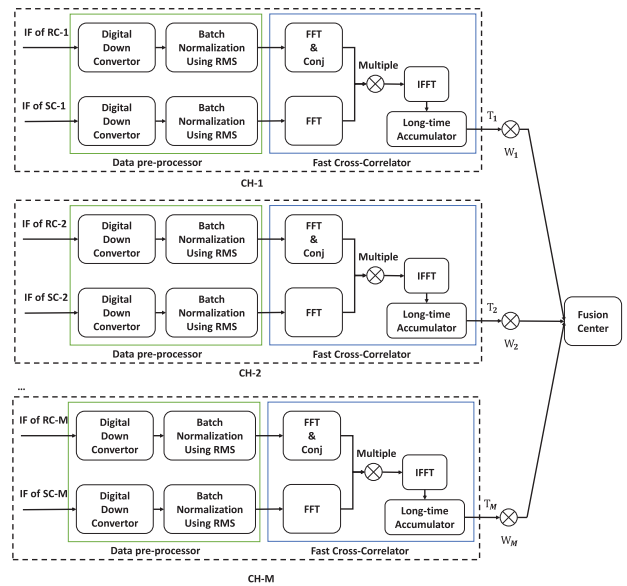 IF of RC-1
Digital
Down
Convertor
Batch
Normalization
Using RMS
FFT
&
Conj
Multiple
IFFT
IF of SC-1
Digital
Down
Convertor
Batch
Normalization
Using RMS
FFT
Long-time
Accumulator
T1
W1
Data pre-processor
Fast Cross-Correlator
CH-1
IF of RC-2
Digital
Down
Convertor
Batch
Normalization
Using RMS
FFT
&
Conj
Multiple
IFFT
IF of SC-2
Digital
Down
Convertor
Batch
Normalization
Using RMS
FFT
Long-time
Accumulator
T2
W2
Fusion
Center
Data pre-processor
Fast Cross-Correlator
CH-2
...
IF of RC-M
Digital
Down
Convertor
Batch
Normalization
Using RMS
FFT
&
Conj
Multiple
IFFT
IF of SC-M
Digital
Down
Convertor
Batch
Normalization
Using RMS
FFT
Long-time
Accumulator
TM
WM
Data pre-processor
Fast Cross-Correlator
CH-M